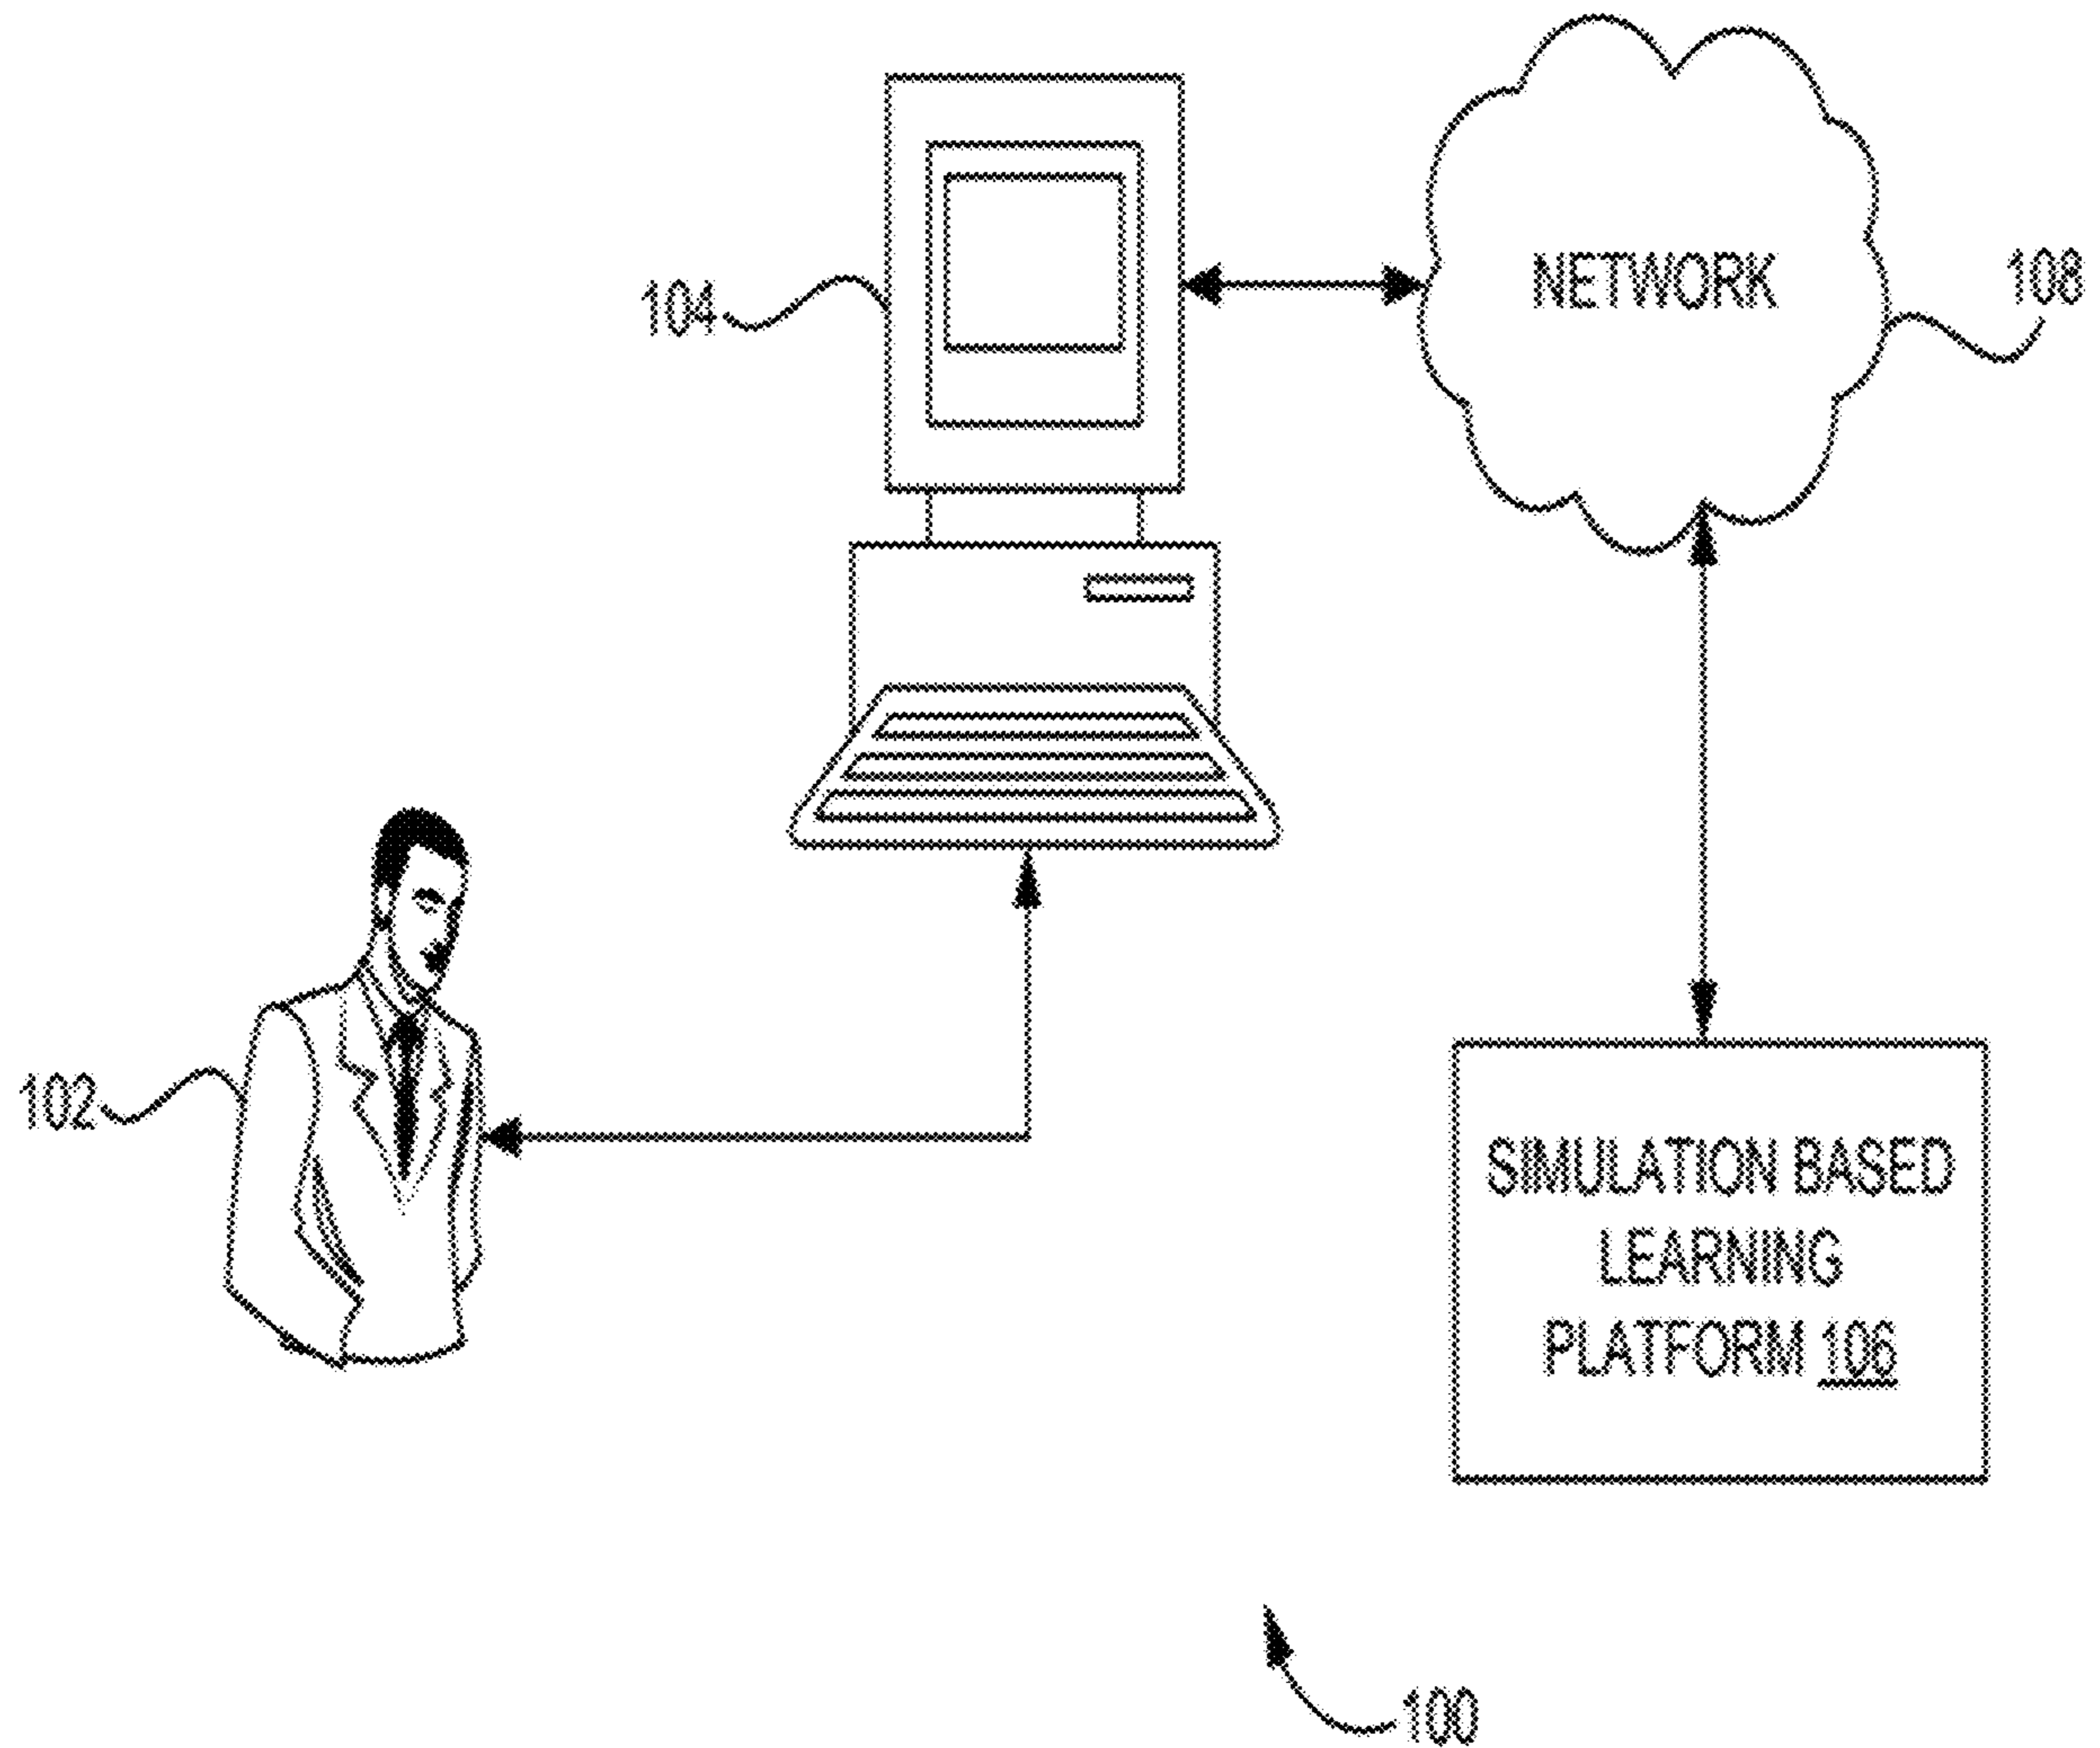 104
NETWORK
108
102
SIMULATION BASED
LEARNING
PLATFORM 106
100